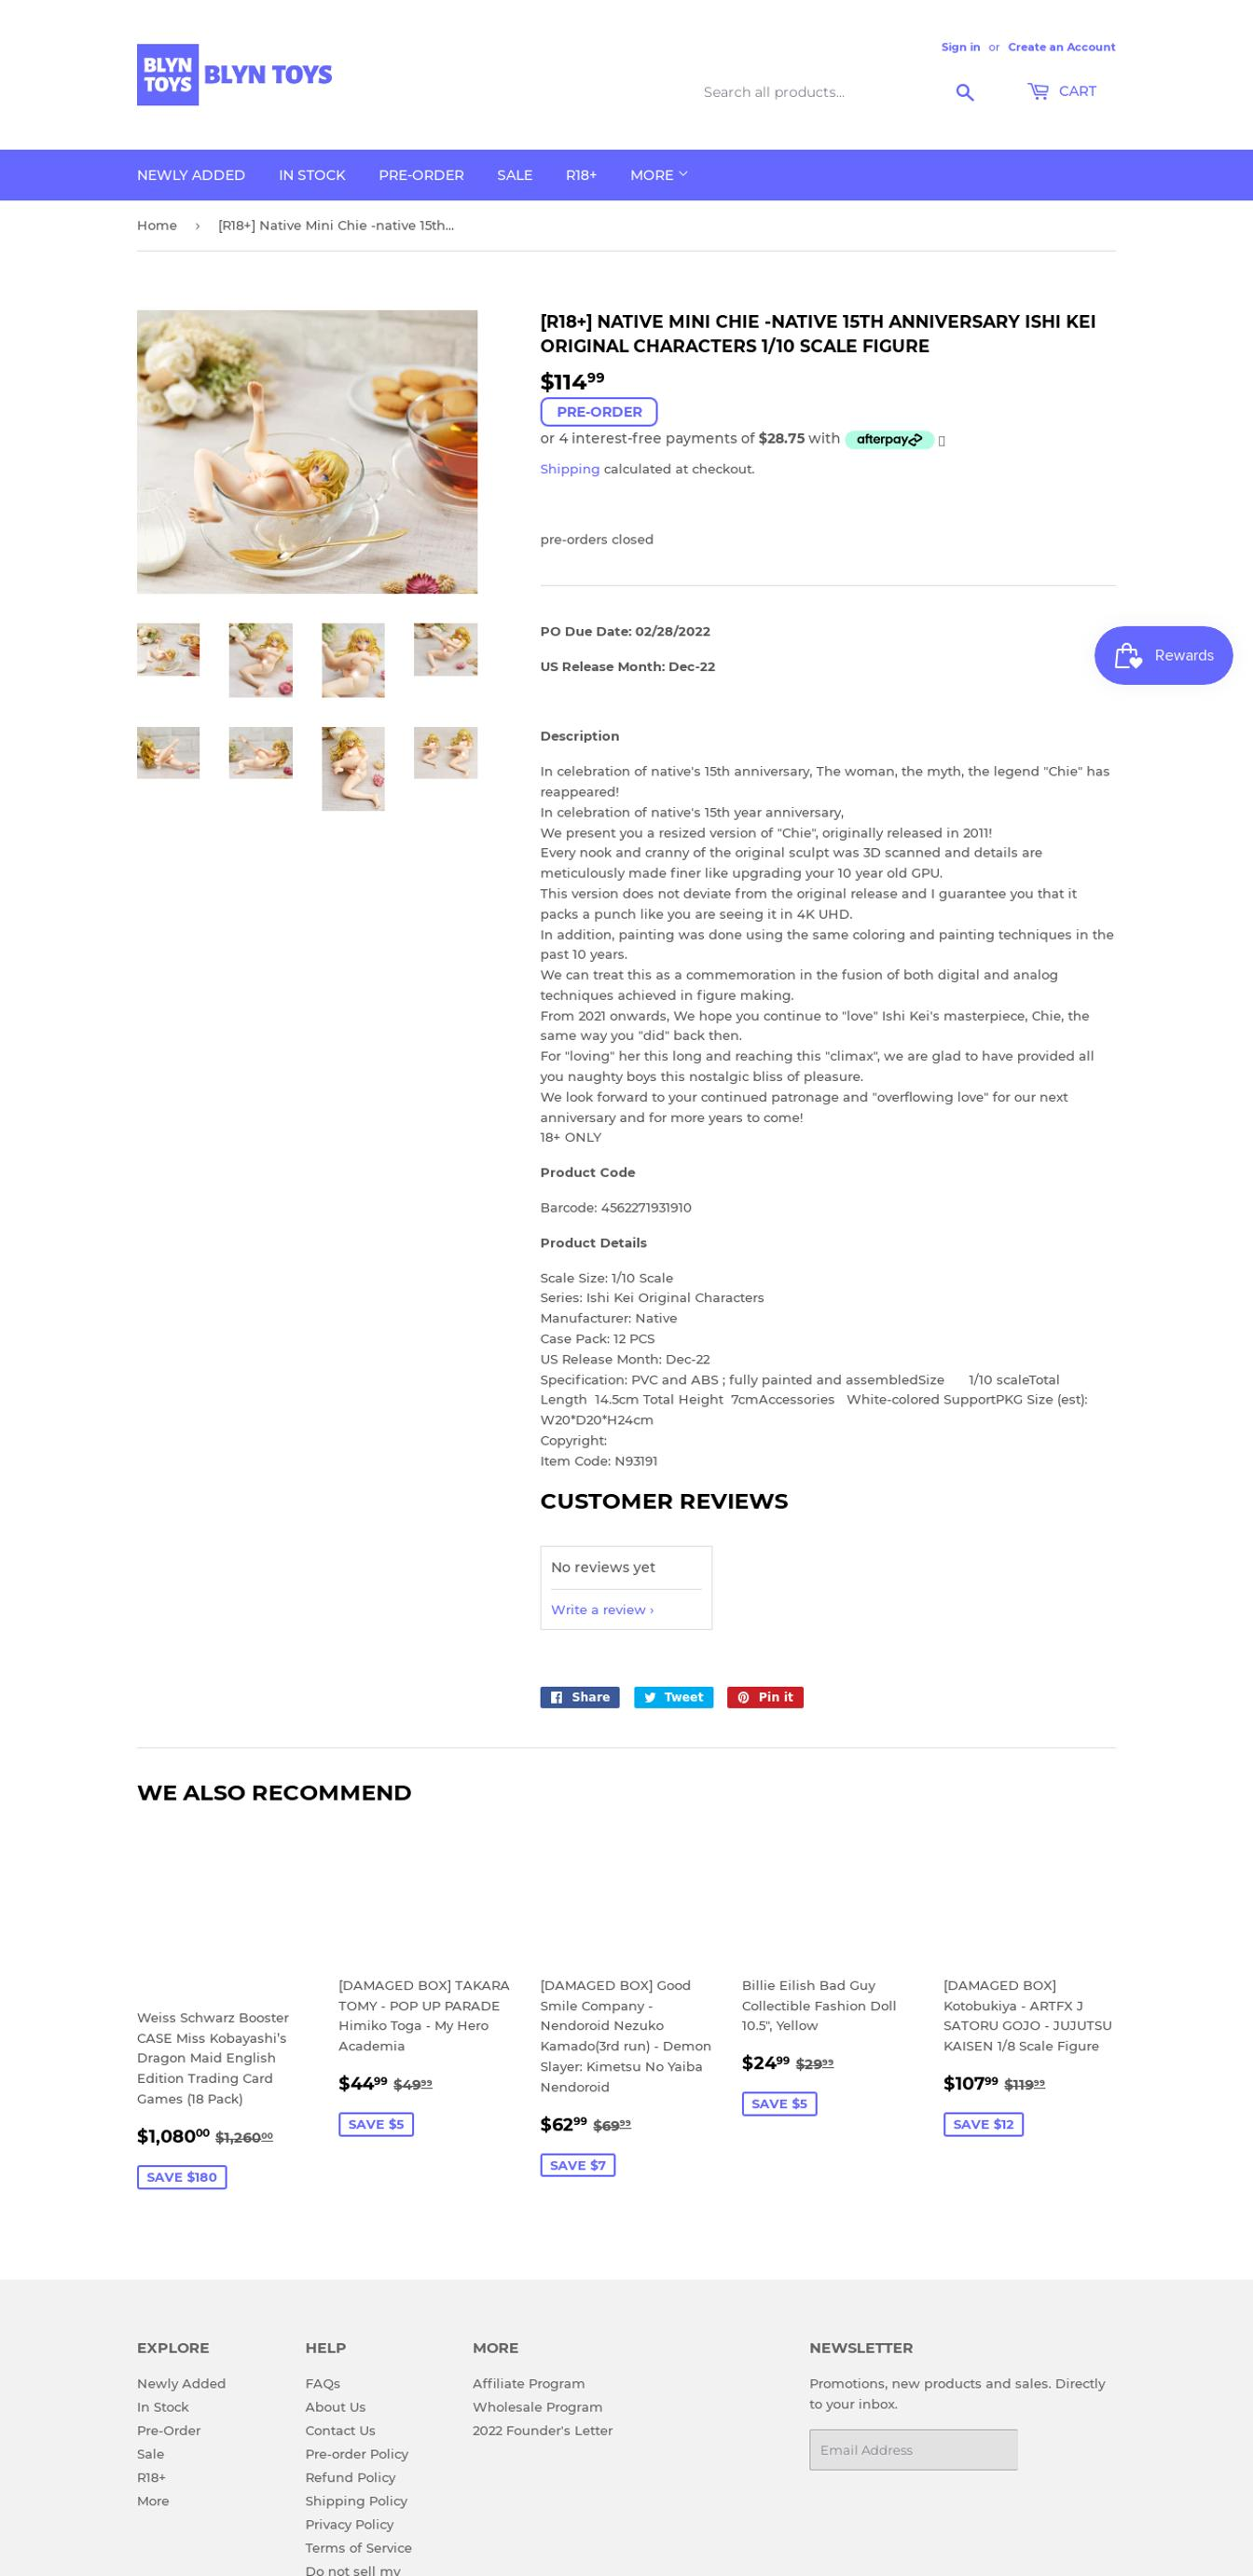 BLYN
TOYS
BLYN TOYS
Sign in or Create an Account
Search all products...
CART
NEWLY ADDED IN STOCK PRE-ORDER SALE R18+ MORE
Home › [R18+] Native Mini Chie -native 15th...
[R18+] NATIVE MINI CHIE -NATIVE 15TH ANNIVERSARY ISHI KEI
ORIGINAL CHARACTERS 1/10 SCALE FIGURE
$11499
PRE-ORDER
or 4 interest-free payments of $28.75 with afterpay
Shipping calculated at checkout.
pre-orders closed
PO Due Date: 02/28/2022
US Release Month: Dec-22
Rewards
Description
In celebration of native's 15th anniversary, The woman, the myth, the legend "Chie" has
reappeared!
In celebration of native's 15th year anniversary,
We present you a resized version of "Chie", originally released in 2011!
Every nook and cranny of the original sculpt was 3D scanned and details are
meticulously made finer like upgrading your 10 year old GPU.
This version does not deviate from the original release and I guarantee you that it
packs a punch like you are seeing it in 4K UHD.
In addition, painting was done using the same coloring and painting techniques in the
past 10 years.
We can treat this as a commemoration in the fusion of both digital and analog
techniques achieved in figure making.
From 2021 onwards, We hope you continue to "love" Ishi Kei's masterpiece, Chie, the
same way you "did" back then.
For "loving" her this long and reaching this "climax", we are glad to have provided all
you naughty boys this nostalgic bliss of pleasure.
We look forward to your continued patronage and "overflowing love" for our next
anniversary and for more years to come!
18+ ONLY
Product Code
Barcode: 4562271931910
Product Details
Scale Size: 1/10 Scale
Series: Ishi Kei Original Characters
Manufacturer: Native
Case Pack: 12 PCS
US Release Month: Dec-22
Specification: PVC and ABS ; fully painted and assembledSize 1/10 scaleTotal
Length 14.5cm Total Height 7cmAccessories White-colored SupportPKG Size (est):
W20*D20*H24cm
Copyright:
Item Code: N93191
CUSTOMER REVIEWS
No reviews yet
Write a review ›
Share Tweet Pin it
WE ALSO RECOMMEND
Weiss Schwarz Booster
CASE Miss Kobayashi's
Dragon Maid English
Edition Trading Card
Games (18 Pack)
$1,08000 $1,26000
SAVE $180
[DAMAGED BOX] TAKARA
TOMY - POP UP PARADE
Himiko Toga - My Hero
Academia
$4499 $4999
SAVE $5
[DAMAGED BOX] Good
Smile Company -
Nendoroid Nezuko
Kamado(3rd run) - Demon
Slayer: Kimetsu No Yaiba
Nendoroid
$6299 $6999
SAVE $7
Billie Eilish Bad Guy
Collectible Fashion Doll
10.5", Yellow
$2499 $2999
SAVE $5
[DAMAGED BOX]
Kotobukiya - ARTFX J
SATORU GOJO - JUJUTSU
KAISEN 1/8 Scale Figure
$10799 $11999
SAVE $12
EXPLORE
Newly Added
In Stock
Pre-Order
Sale
R18+
More
HELP
FAQs
About Us
Contact Us
Pre-order Policy
Refund Policy
Shipping Policy
Privacy Policy
Terms of Service
Do not sell my
MORE
Affiliate Program
Wholesale Program
2022 Founder's Letter
NEWSLETTER
Promotions, new products and sales. Directly
to your inbox.
Email Address